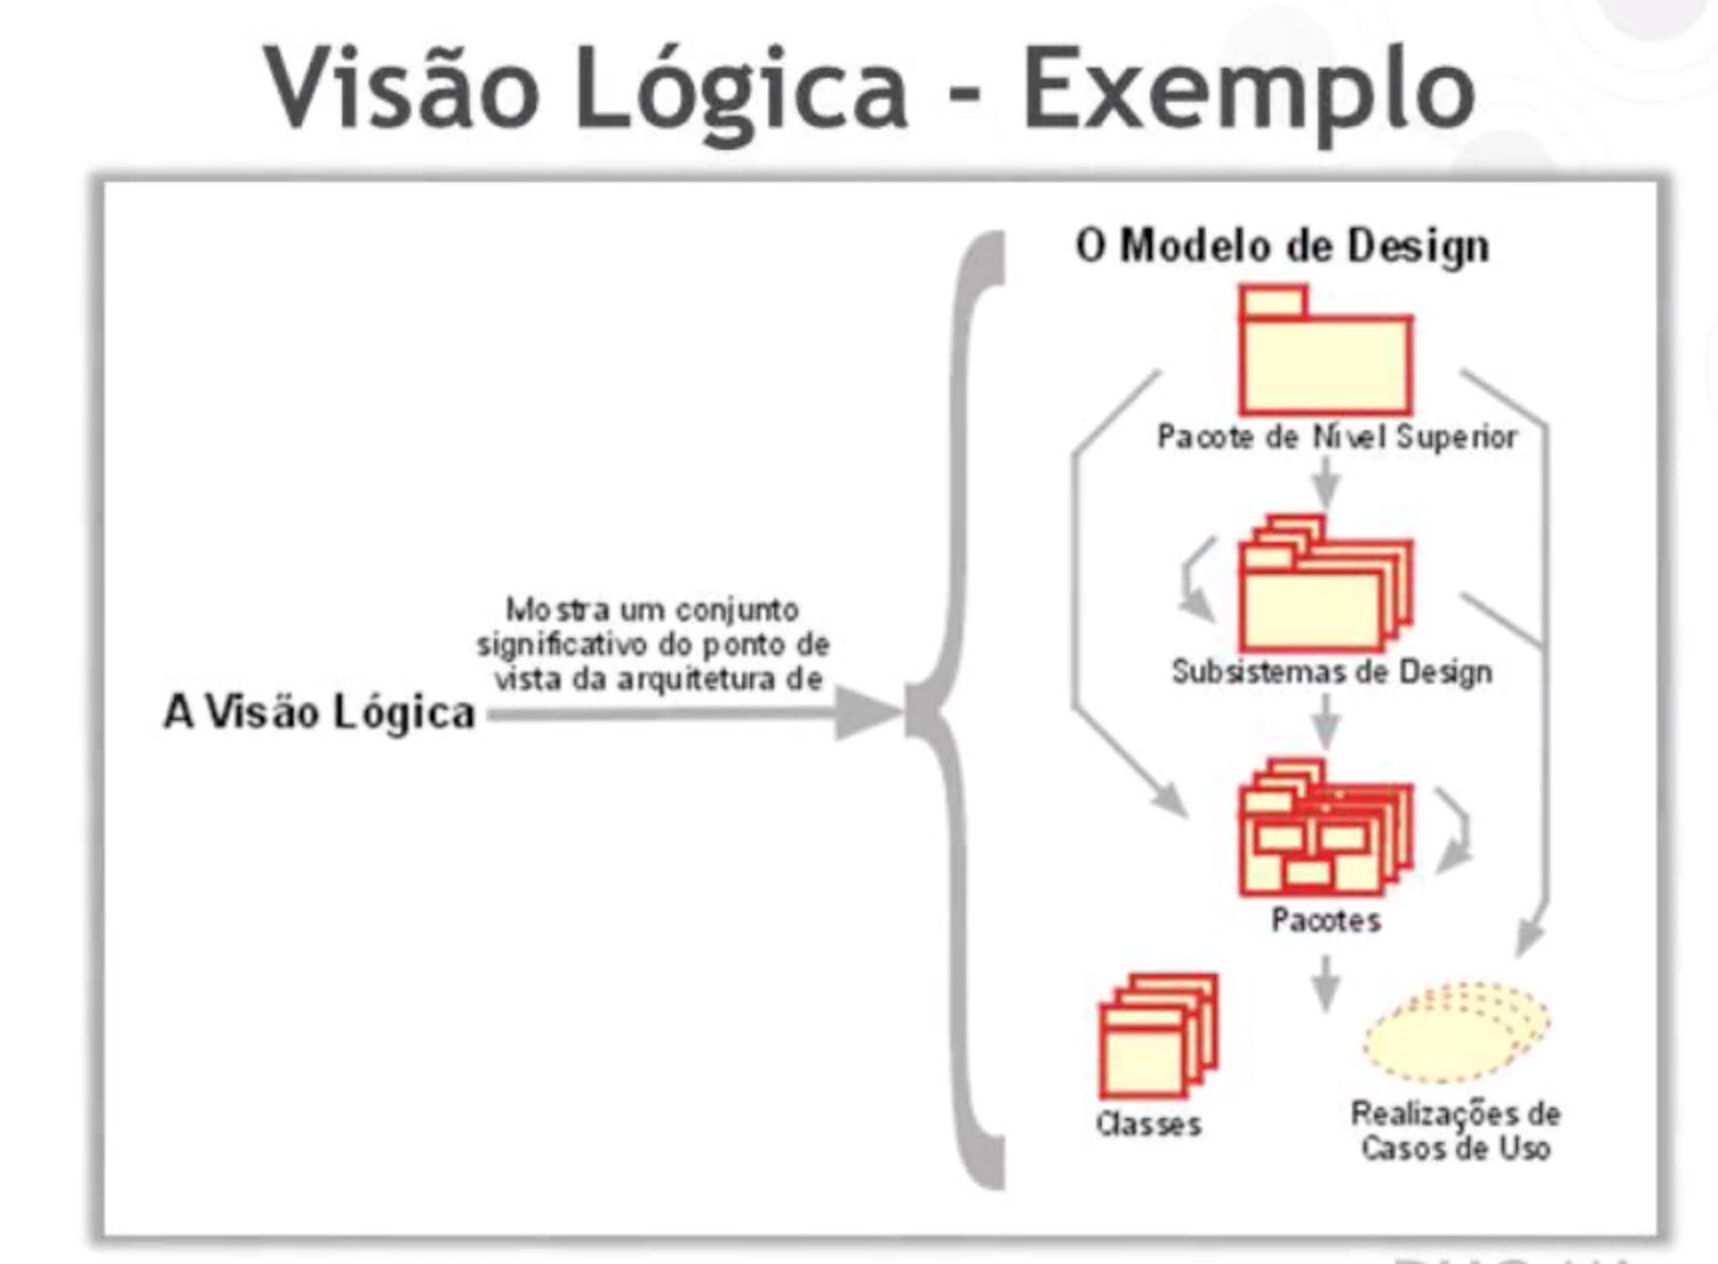 Visão Lógica - Exemplo
O Modelo de Design
Pacote de Nível Superior
Mostra um conjunto
significativo do ponto de
vista da arquitetura de
A Visão Lógica
Subsistemas de Design
Pacotes
Classes
Realizações de
Casos de Uso